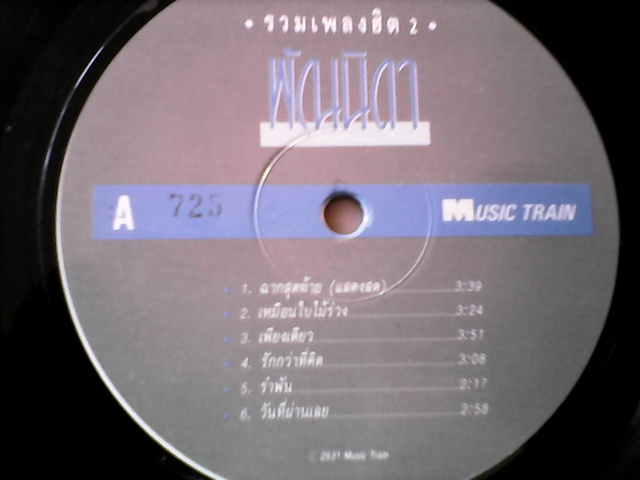 • รวมเพลงฮิต 2 •
พัณนิดา
A 725 MUSIC TRAIN
1. ฉากสุดท้าย (แสดงสด) 3:39
2. เหมือนใบไม้ร่วง 3:24
3. เพียงเดียว 3:51
4. รักกว่าที่คิด 3:08
5. รำพัน 2:17
6. วันที่ผ่านเลย 2:58
© 2531 Music Train